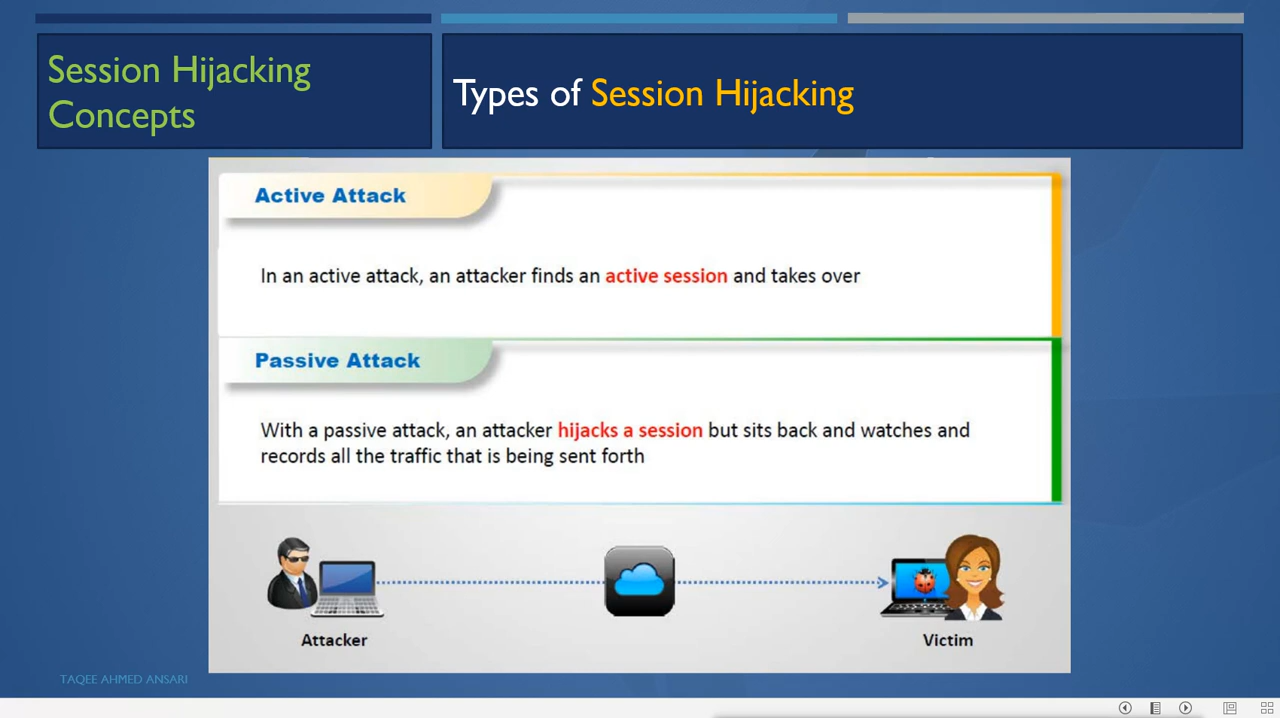 Session Hijacking
Concepts
Types of Session Hijacking
Active Attack
In an active attack, an attacker finds an active session and takes over
Passive Attack
With a passive attack, an attacker hijacks a session but sits back and watches and
records all the traffic that is being sent forth
Attacker
Victim
TAQEE AHMED ANSARI